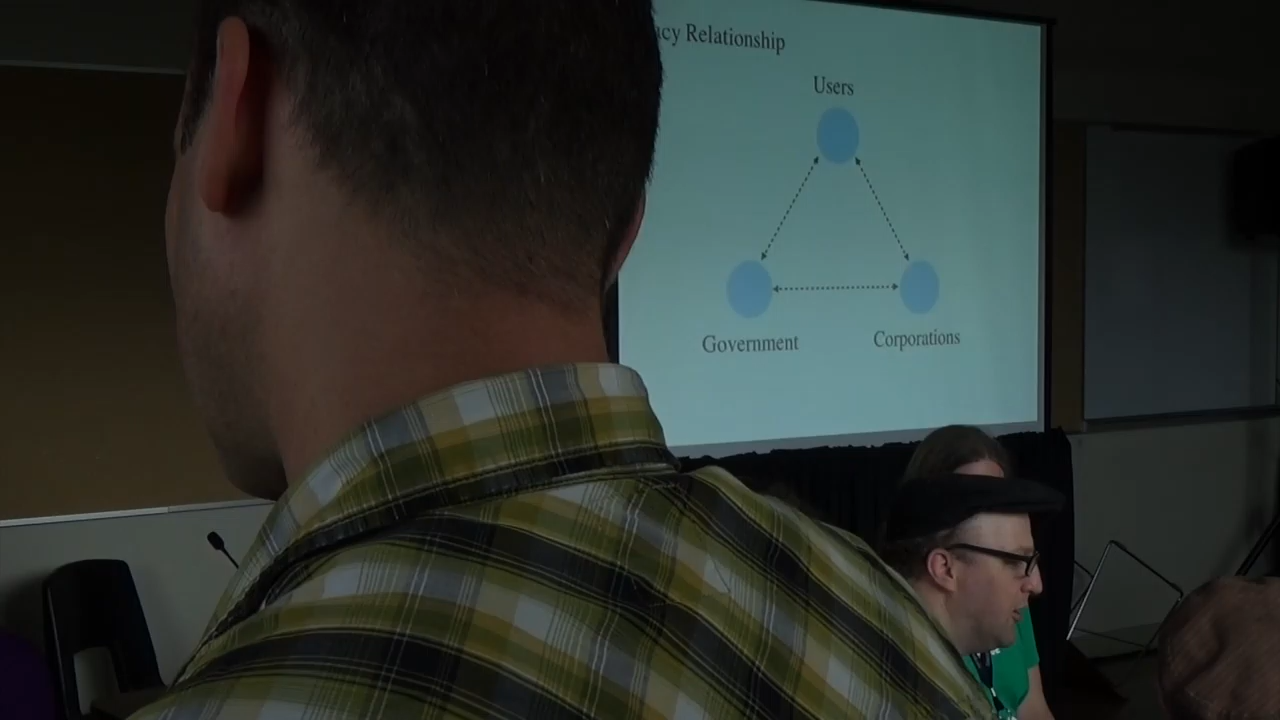 acy Relationship
Users
Government
Corporations